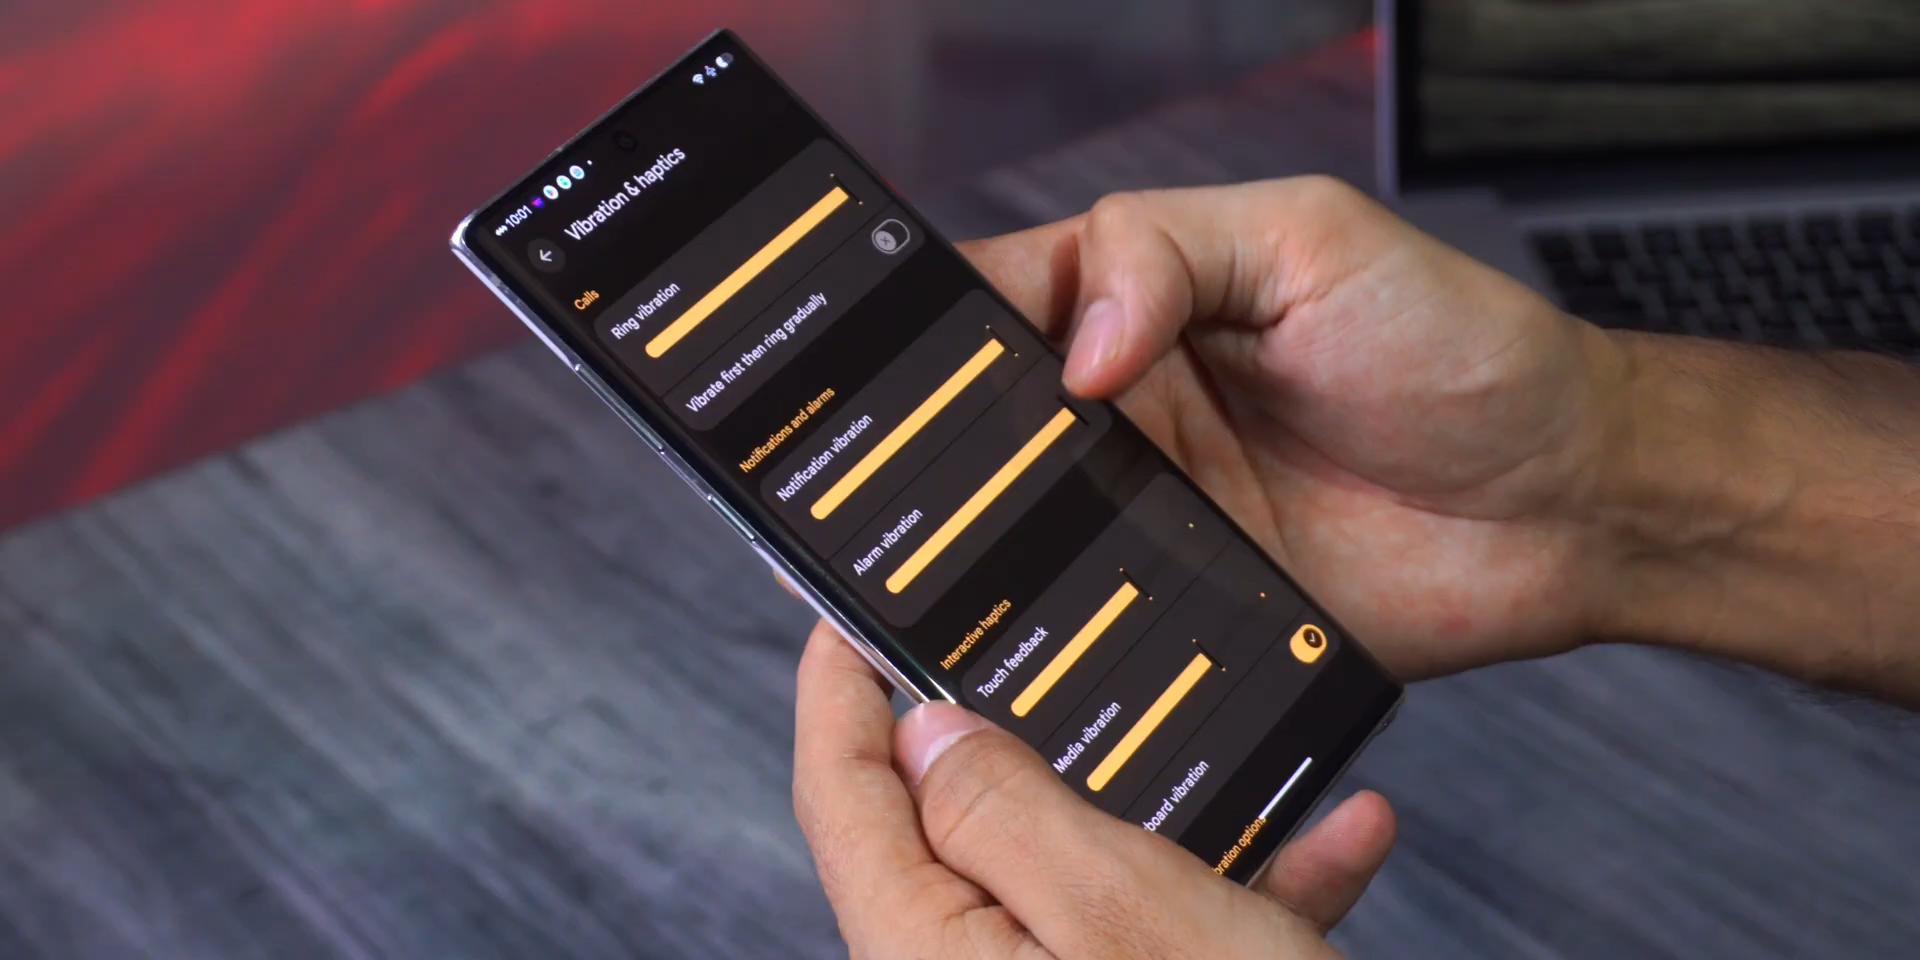 10:01
Vibration & haptics
Calls
Ring vibration
Vibrate first then ring gradually
Notifications and alarms
Notification vibration
Alarm vibration
Interactive haptics
Touch feedback
Media vibration
board vibration
bration options